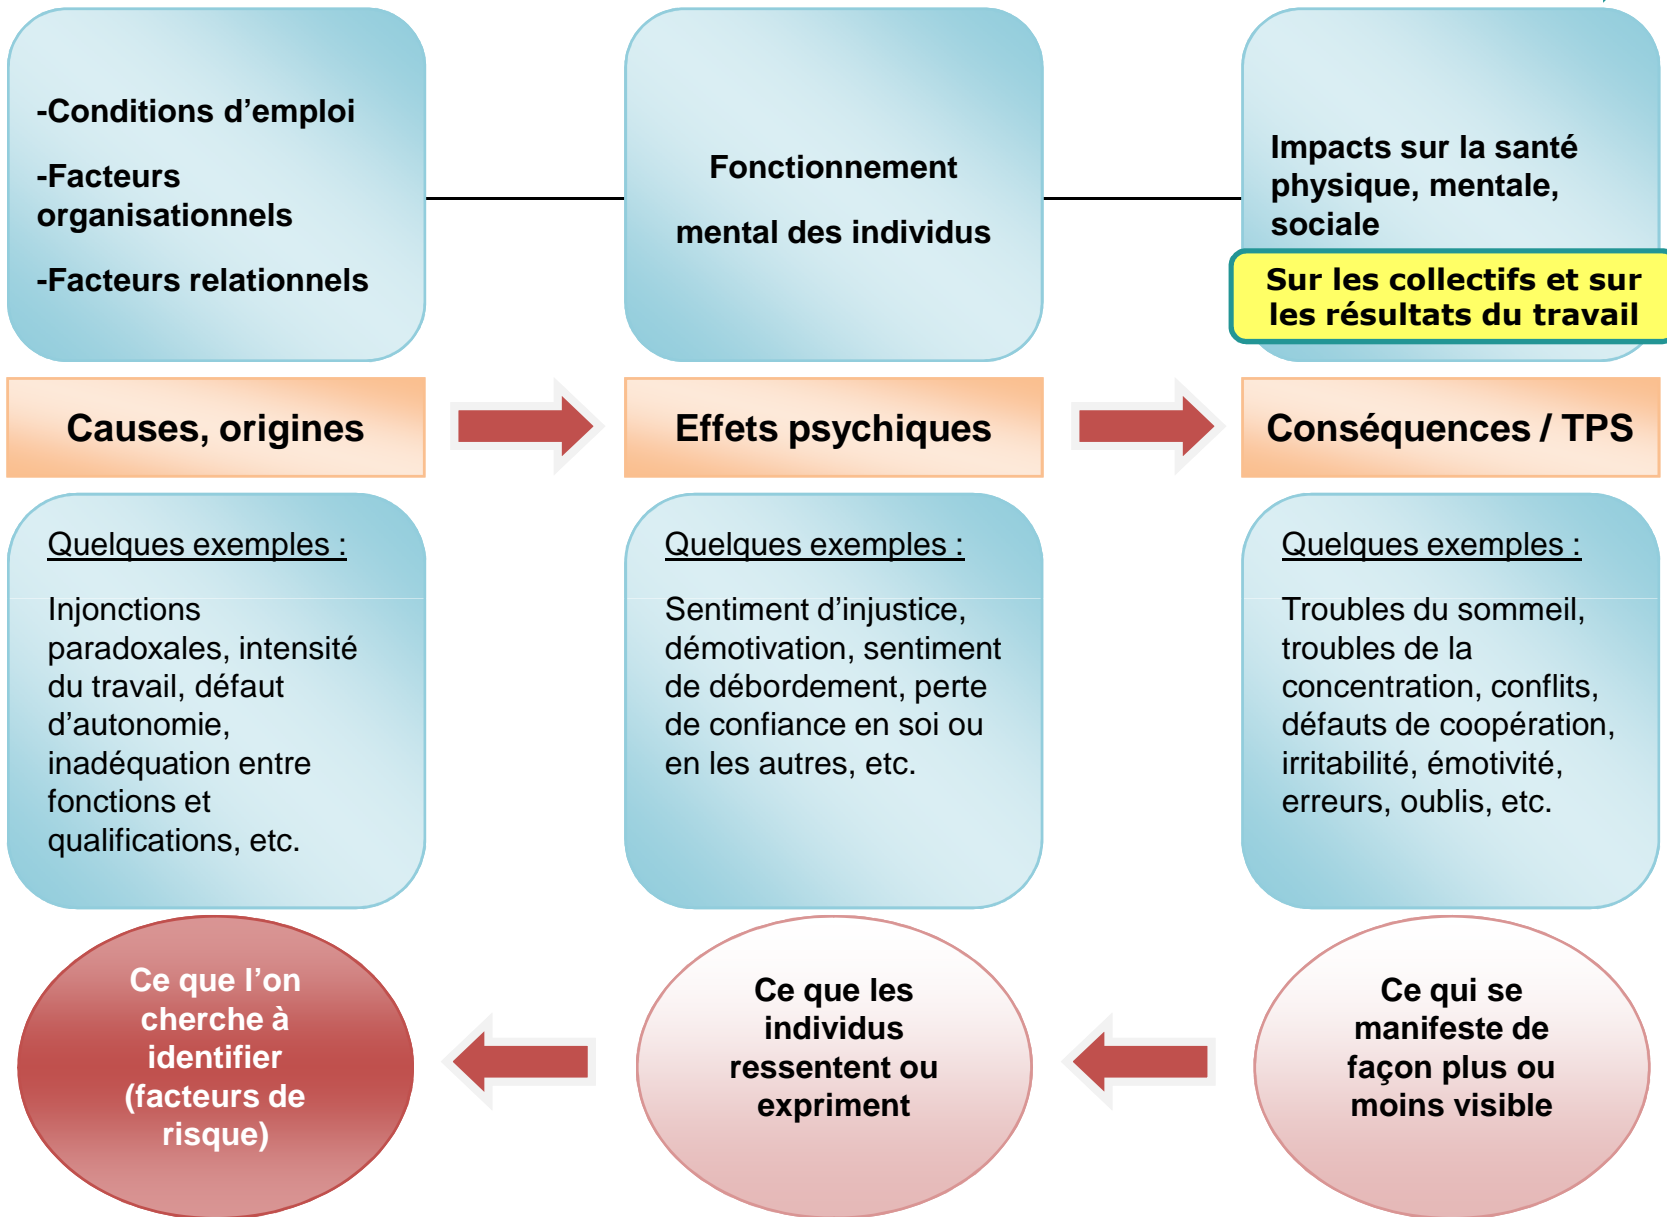 -Conditions d’emploi
-Facteurs
organisationnels
-Facteurs relationnels
Fonctionnement
mental des individus
Impacts sur la santé
physique, mentale,
sociale
Sur les collectifs et sur
les résultats du travail
Causes, origines
Effets psychiques
Conséquences / TPS
Quelques exemples :
Injonctions
paradoxales, intensité
du travail, défaut
d’autonomie,
inadéquation entre
fonctions et
qualifications, etc.
Quelques exemples :
Sentiment d’injustice,
démotivation, sentiment
de débordement, perte
de confiance en soi ou
en les autres, etc.
Quelques exemples :
Troubles du sommeil,
troubles de la
concentration, conflits,
défauts de coopération,
irritabilité, émotivité,
erreurs, oublis, etc.
Ce que l’on
cherche à
identifier
(facteurs de
risque)
Ce que les
individus
ressentent ou
expriment
Ce qui se
manifeste de
façon plus ou
moins visible